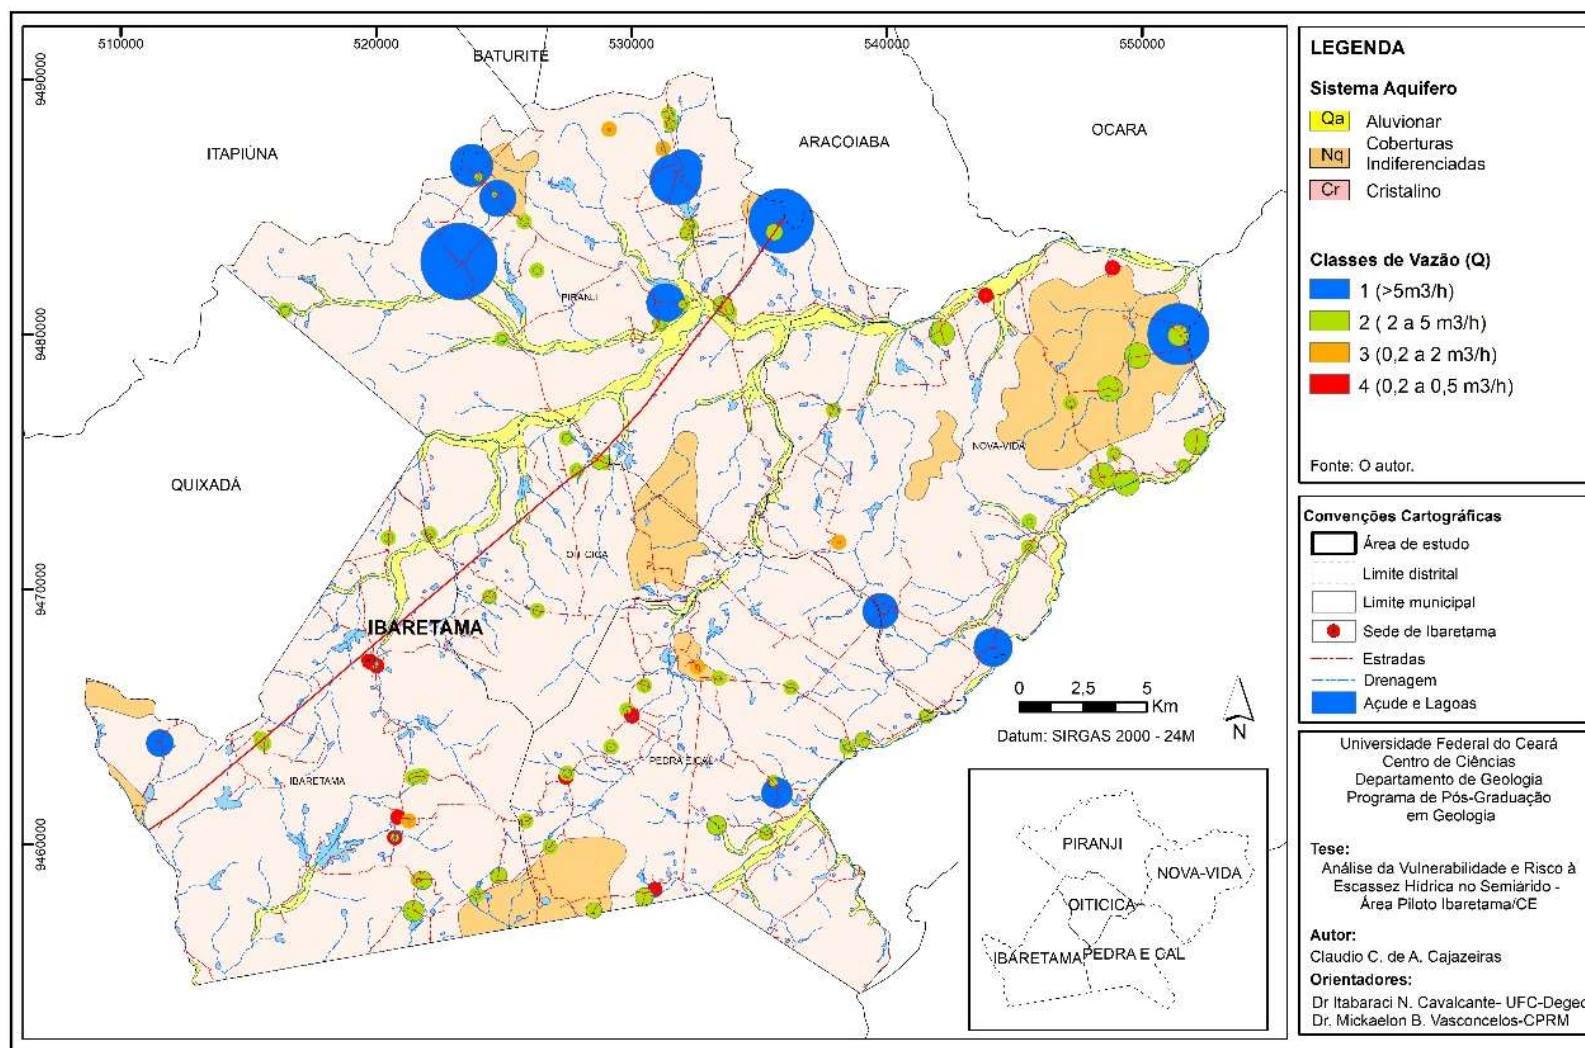 510000
520000
530000
540000
550000
9490000
9480000
9470000
9460000
BATURITE
ITAPIÚNA
ARACOIABA
OCARA
QUIXADÁ
PIRANJI
NOVA-VIDA
IBARETAMA
PEDRA E CAL
IBARETAMA
0 2,5 5
Km
Datum: SIRGAS 2000 - 24M
N
PIRANJI
NOVA-VIDA
OITICICA
IBARETAMA
PEDRA E CAL
LEGENDA
Sistema Aquifero
Qa Aluvionar
Nq Coberturas
Indiferenciadas
Cr Cristalino
Classes de Vazão (Q)
1 (>5m3/h)
2 ( 2 a 5 m3/h)
3 (0,2 a 2 m3/h)
4 (0,2 a 0,5 m3/h)
Fonte: O autor.
Convenções Cartográficas
Área de estudo
Limite distrital
Limite municipal
Sede de Ibaretama
Estradas
Drenagem
Açude e Lagoas
Universidade Federal do Ceará
Centro de Ciências
Departamento de Geologia
Programa de Pós-Graduação
em Geologia
Tese:
Análise da Vulnerabilidade e Risco à
Escassez Hídrica no Semiárido -
Área Piloto Ibaretama/CE
Autor:
Claudio C. de A. Cajazeiras
Orientadores:
Dr Itabaraci N. Cavalcante- UFC-Degeo
Dr. Mickaelon B. Vasconcelos-CPRM